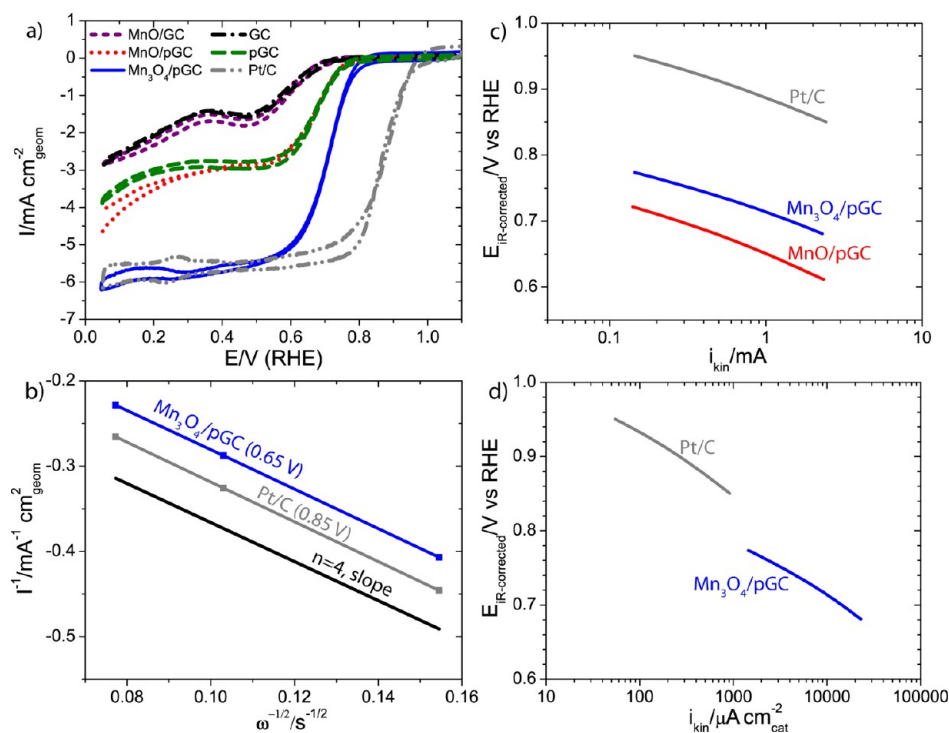 a)
MnO/GC
GC
MnO/pGC
pGC
Mn₃O₄/pGC
Pt/C
1
0
-1
-2
-3
-4
-5
-6
-7
I/mA cm⁻²geom
0.0 0.2 0.4 0.6 0.8 1.0
E/V (RHE)
c)
1.0
0.9
0.8
0.7
0.6
E iR-corrected/V vs RHE
Pt/C
Mn₃O₄/pGC
MnO/pGC
0.1 1 10
i kin/mA
b)
-0.2
-0.3
-0.4
-0.5
I⁻¹/mA⁻¹ cm²geom
Mn₃O₄/pGC (0.65 V)
Pt/C (0.85 V)
n=4, slope
0.08 0.10 0.12 0.14 0.16
ω⁻¹/²/s⁻¹/²
d)
1.0
0.9
0.8
0.7
0.6
E iR-corrected/V vs RHE
Pt/C
Mn₃O₄/pGC
10 100 1000 10000 100000
i kin/μA cm⁻²cat